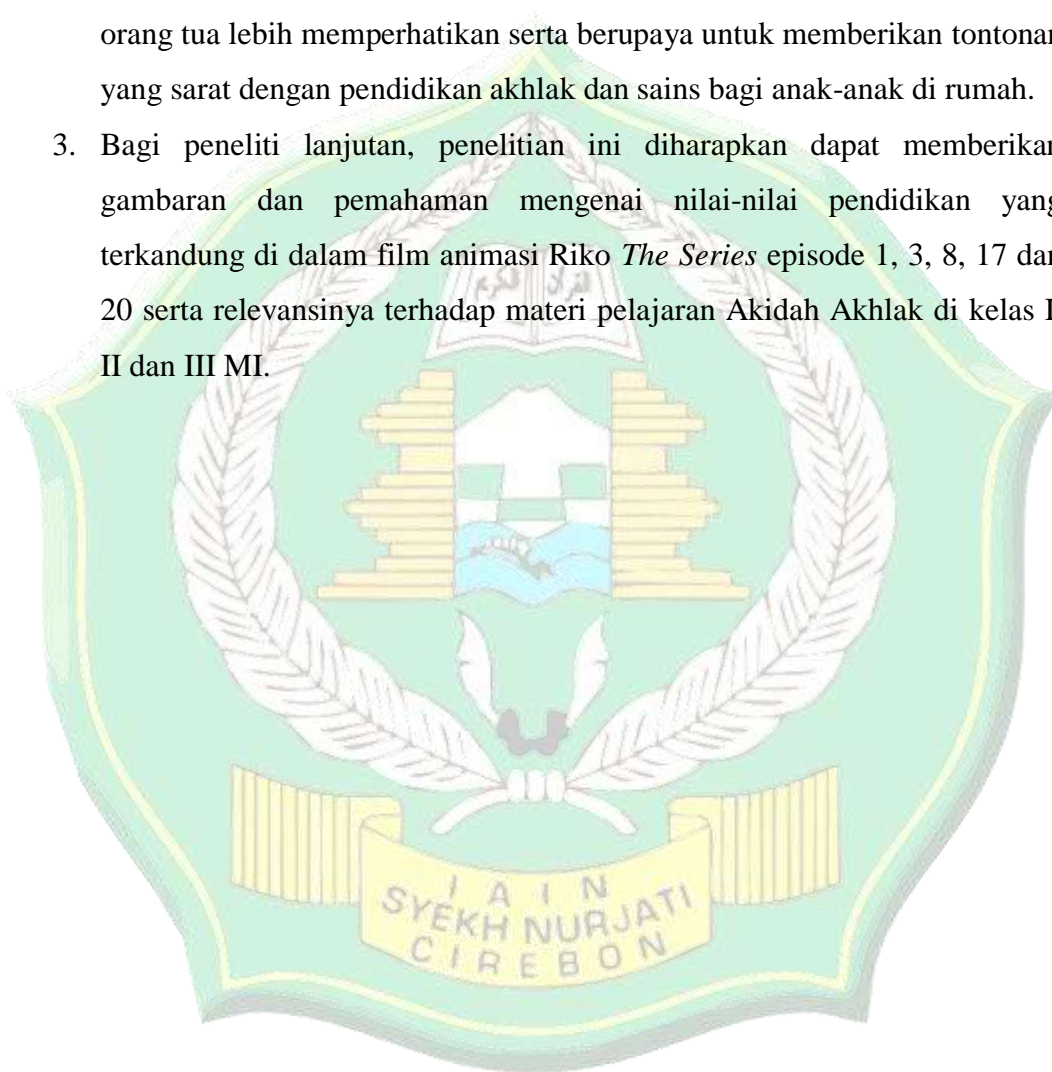 orang tua lebih memperhatikan serta berupaya untuk memberikan tontonan
yang sarat dengan pendidikan akhlak dan sains bagi anak-anak di rumah.
3. Bagi peneliti lanjutan, penelitian ini diharapkan dapat memberikan
gambaran dan pemahaman mengenai nilai-nilai pendidikan yang
terkandung di dalam film animasi Riko The Series episode 1, 3, 8, 17 dan
20 serta relevansinya terhadap materi pelajaran Akidah Akhlak di kelas I
II dan III MI.
القرآن الكريم
IAIN
SYEKH NURJATI
CIREBON